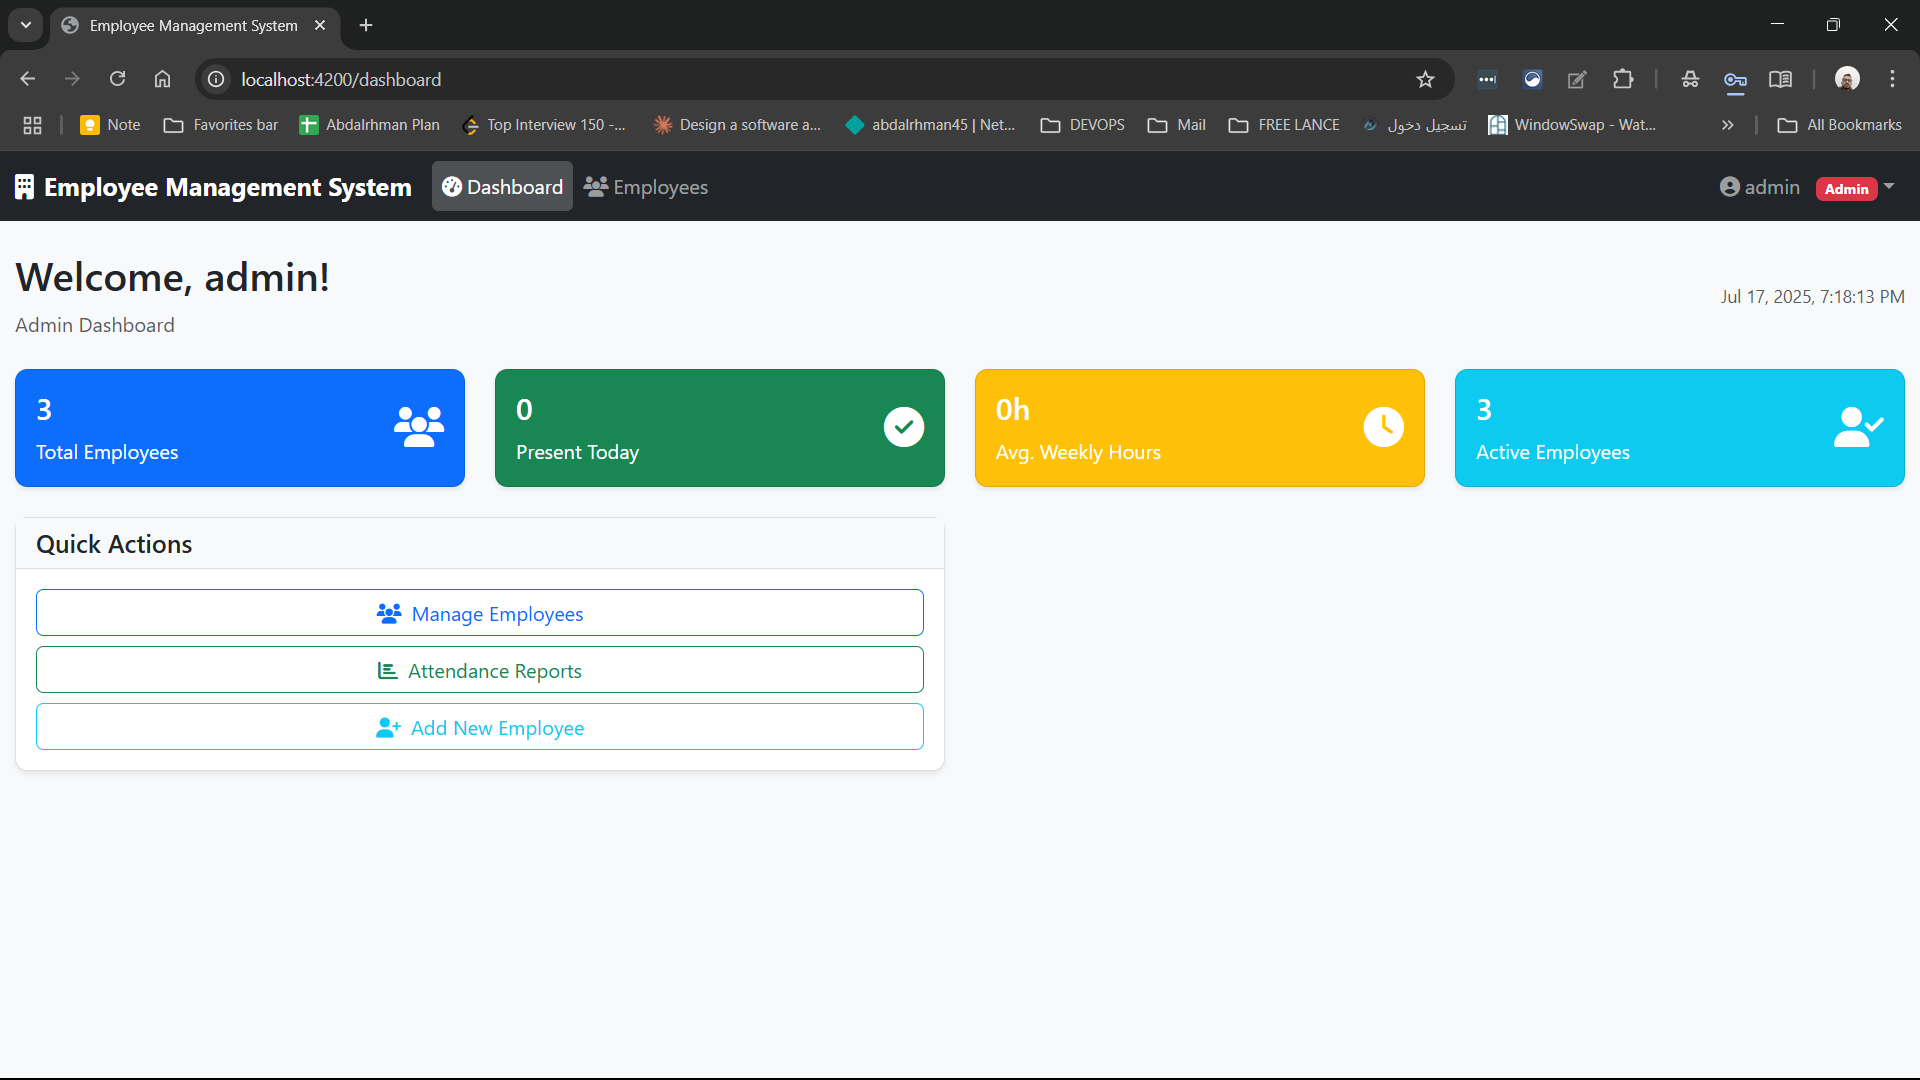 Employee Management System
localhost:4200/dashboard
Note
Favorites bar
Abdalrhman Plan
Top Interview 150 -...
Design a software a...
abdalrhman45 | Net...
DEVOPS
Mail
FREE LANCE
تسجيل دخول
WindowSwap - Wat...
All Bookmarks
Employee Management System
Dashboard
Employees
admin
Admin
Welcome, admin!
Jul 17, 2025, 7:18:13 PM
Admin Dashboard
3
Total Employees
0
Present Today
0h
Avg. Weekly Hours
3
Active Employees
Quick Actions
Manage Employees
Attendance Reports
Add New Employee